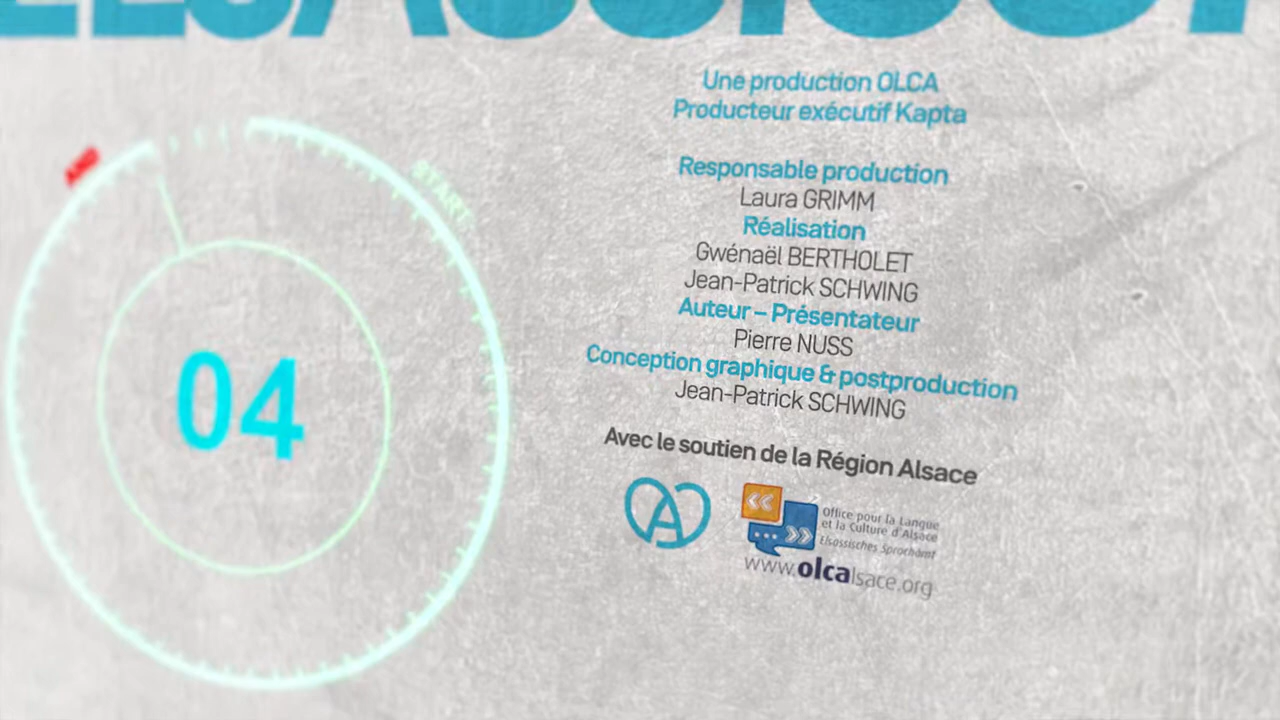 Une production OLCA
Producteur exécutif Kapta
Responsable production
Laura GRIMM
Réalisation
Gwénaël BERTHOLET
Jean-Patrick SCHWING
Auteur – Présentateur
Pierre NUSS
Conception graphique & postproduction
Jean-Patrick SCHWING
Avec le soutien de la Région Alsace
Office pour la Langue
et la Culture d'Alsace
Elsassisches Sprochàmt
www.olcalsace.org
START
04